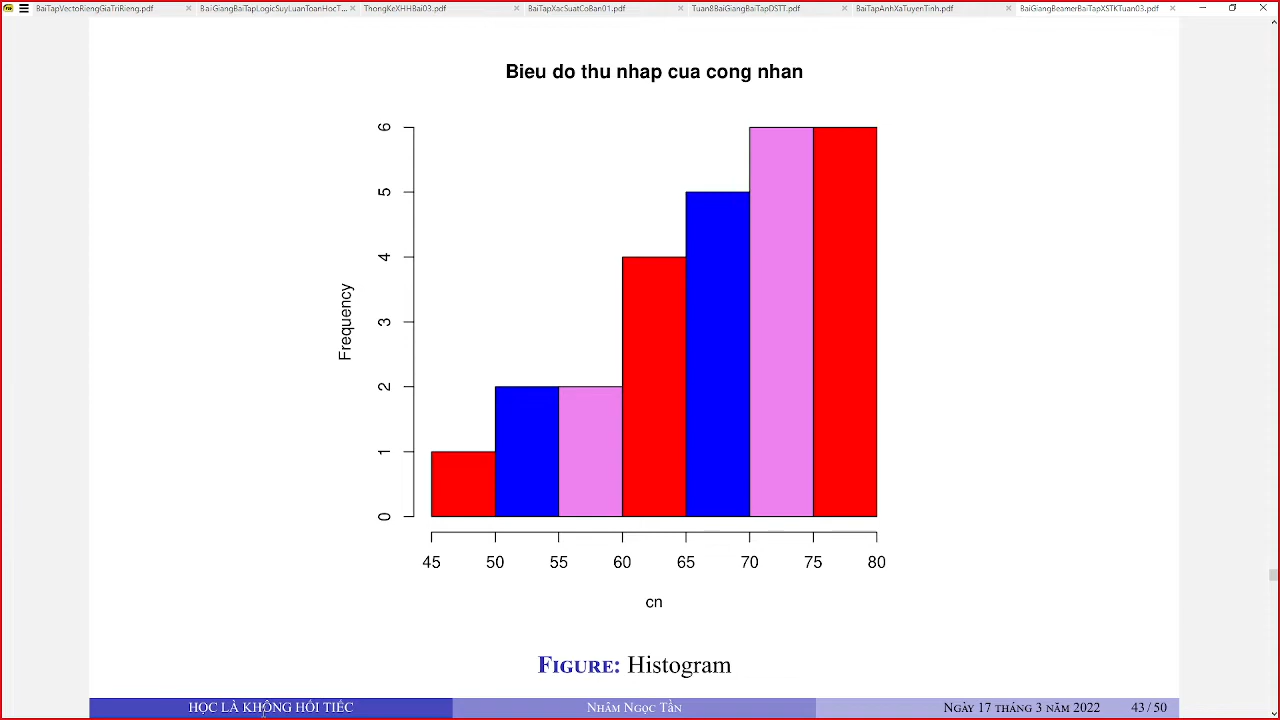 BaiTapVectoRiengGiaTriRieng.pdf
BaiGiangBaiTapLogicSuyLuanToanHocT...
ThongKeXHHBai03.pdf
BaiTapXacSuatCoBan01.pdf
Tuan8BaiGiangBaiTapDSTT.pdf
BaiTapAnhXaTuyenTinh.pdf
BaiGiangBeamerBaiTapXSTKTuan03.pdf
Bieu do thu nhap cua cong nhan
Frequency
6
5
4
3
2
1
0
45 50 55 60 65 70 75 80
cn
Figure: Histogram
HỌC LÀ KHÔNG HỐI TIẾC
Nhâm Ngọc Tần
Ngày 17 tháng 3 năm 2022
43 / 50